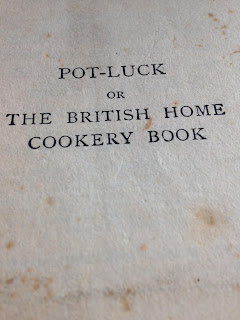 POT-LUCK
OR
THE BRITISH HOME
COOKERY BOOK